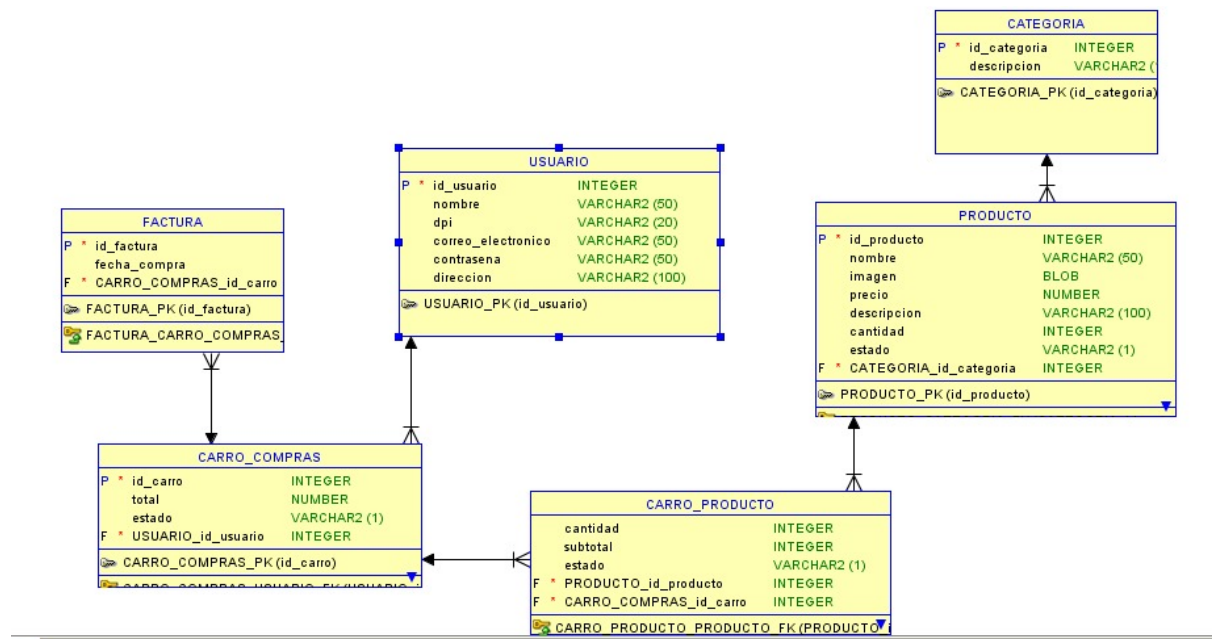 CATEGORIA
P * id_categoria INTEGER
descripcion VARCHAR2 (
CATEGORIA_PK (id_categoria)
USUARIO
P * id_usuario INTEGER
nombre VARCHAR2 (50)
dpi VARCHAR2 (20)
correo_electronico VARCHAR2 (50)
contrasena VARCHAR2 (50)
direccion VARCHAR2 (100)
USUARIO_PK (id_usuario)
FACTURA
P * id_factura
fecha_compra
F * CARRO_COMPRAS_id_carro
FACTURA_PK (id_factura)
FACTURA_CARRO_COMPRAS_
PRODUCTO
P * id_producto INTEGER
nombre VARCHAR2 (50)
imagen BLOB
precio NUMBER
descripcion VARCHAR2 (100)
cantidad INTEGER
estado VARCHAR2 (1)
F * CATEGORIA_id_categoria INTEGER
PRODUCTO_PK (id_producto)
CARRO_COMPRAS
P * id_carro INTEGER
total NUMBER
estado VARCHAR2 (1)
F * USUARIO_id_usuario INTEGER
CARRO_COMPRAS_PK (id_carro)
CARRO_PRODUCTO
cantidad INTEGER
subtotal INTEGER
estado VARCHAR2 (1)
F * PRODUCTO_id_producto INTEGER
F * CARRO_COMPRAS_id_carro INTEGER
CARRO_PRODUCTO_PRODUCTO_FK (PRODUCTO_i